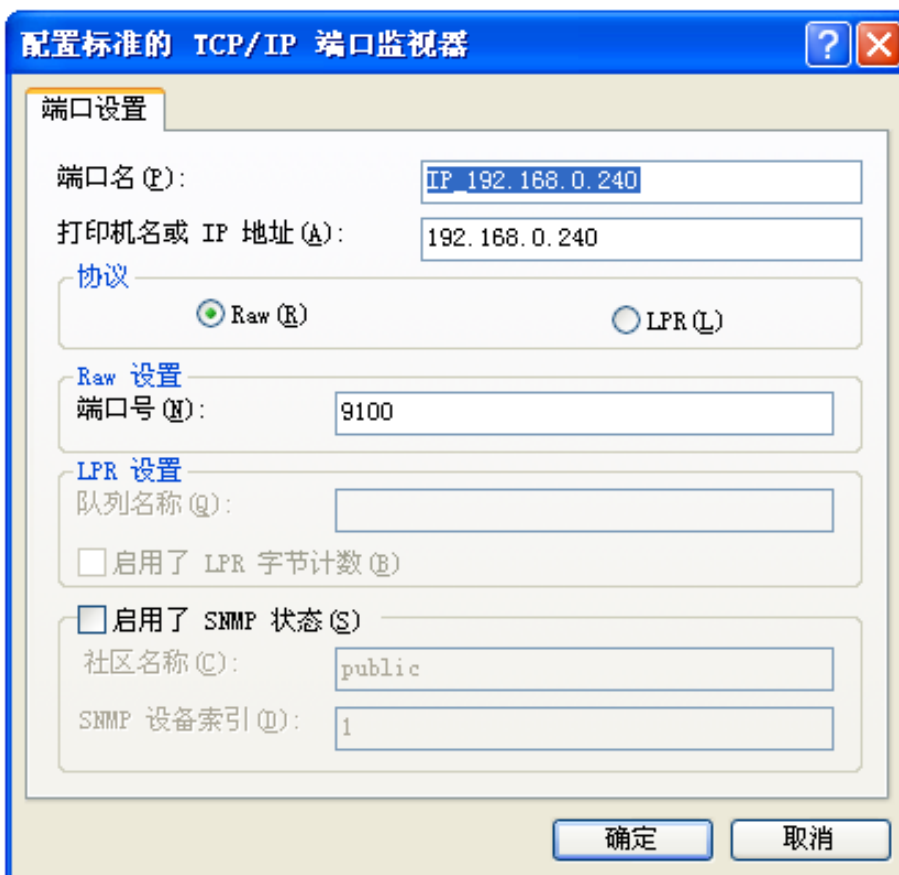 配置标准的 TCP/IP 端口监视器
端口设置
端口名(P): IP_192.168.0.240
打印机名或 IP 地址(A): 192.168.0.240
协议
Raw(R) LPR(L)
Raw 设置
端口号(N): 9100
LPR 设置
队列名称(Q):
启用了 LPR 字节计数(B)
启用了 SNMP 状态(S)
社区名称(C): public
SNMP 设备索引(D): 1
确定 取消